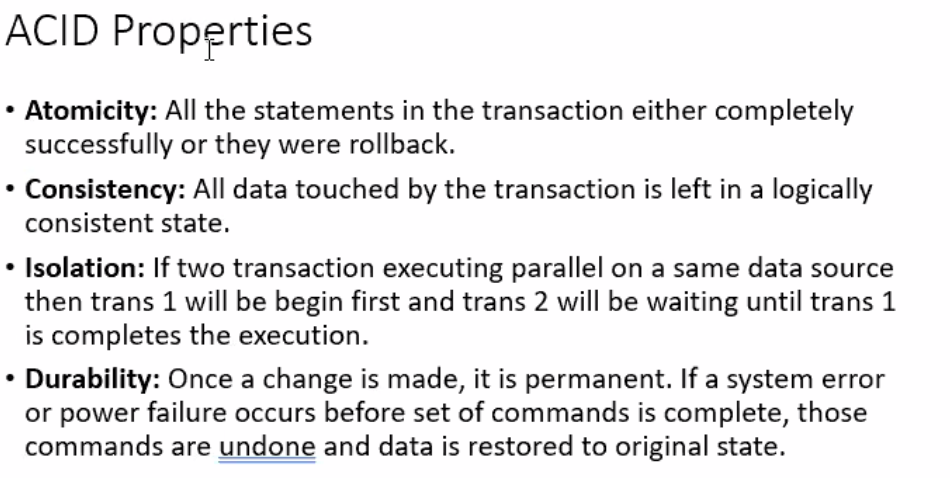 ACID Properties
• Atomicity: All the statements in the transaction either completely
successfully or they were rollback.
• Consistency: All data touched by the transaction is left in a logically
consistent state.
• Isolation: If two transaction executing parallel on a same data source
then trans 1 will be begin first and trans 2 will be waiting until trans 1
is completes the execution.
• Durability: Once a change is made, it is permanent. If a system error
or power failure occurs before set of commands is complete, those
commands are undone and data is restored to original state.